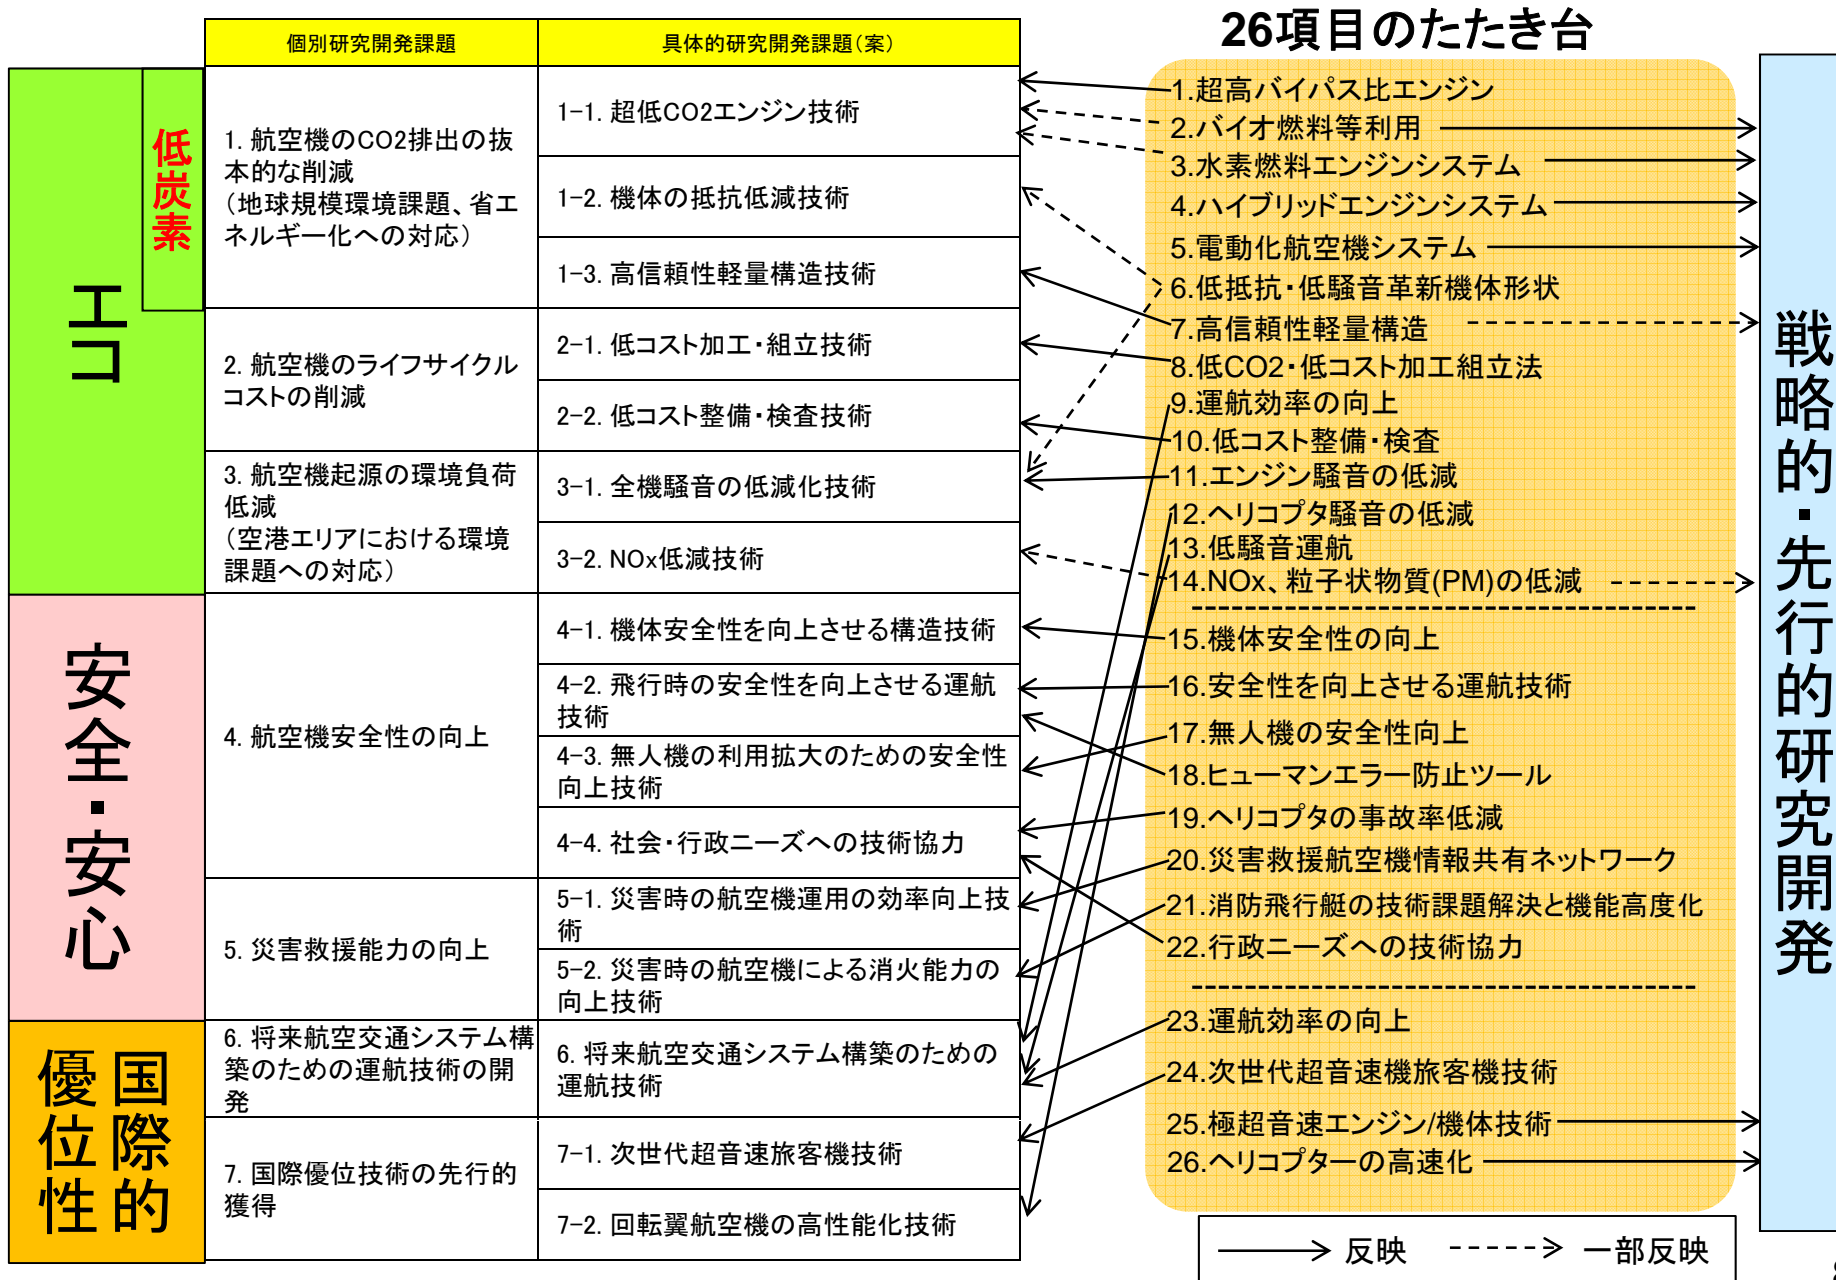 26項目のたたき台
個別研究開発課題
具体的研究開発課題(案)
エコ
低炭素
1. 航空機のCO2排出の抜
本的な削減
(地球規模環境課題、省エ
ネルギー化への対応)
1-1. 超低CO2エンジン技術
1-2. 機体の抵抗低減技術
1-3. 高信頼性軽量構造技術
2. 航空機のライフサイクル
コストの削減
2-1. 低コスト加工・組立技術
2-2. 低コスト整備・検査技術
3. 航空機起源の環境負荷
低減
(空港エリアにおける環境
課題への対応)
3-1. 全機騒音の低減化技術
3-2. NOx低減技術
安全・安心
4. 航空機安全性の向上
4-1. 機体安全性を向上させる構造技術
4-2. 飛行時の安全性を向上させる運航
技術
4-3. 無人機の利用拡大のための安全性
向上技術
4-4. 社会・行政ニーズへの技術協力
5. 災害救援能力の向上
5-1. 災害時の航空機運用の効率向上技
術
5-2. 災害時の航空機による消火能力の
向上技術
国際的
優位性
6. 将来航空交通システム構
築のための運航技術の開
発
6. 将来航空交通システム構築のための
運航技術
7. 国際優位技術の先行的
獲得
7-1. 次世代超音速旅客機技術
7-2. 回転翼航空機の高性能化技術
1.超高バイパス比エンジン
2.バイオ燃料等利用
3.水素燃料エンジンシステム
4.ハイブリッドエンジンシステム
5.電動化航空機システム
6.低抵抗・低騒音革新機体形状
7.高信頼性軽量構造
8.低CO2・低コスト加工組立法
9.運航効率の向上
10.低コスト整備・検査
11.エンジン騒音の低減
12.ヘリコプタ騒音の低減
13.低騒音運航
14.NOx、粒子状物質(PM)の低減
15.機体安全性の向上
16.安全性を向上させる運航技術
17.無人機の安全性向上
18.ヒューマンエラー防止ツール
19.ヘリコプタの事故率低減
20.災害救援航空機情報共有ネットワーク
21.消防飛行艇の技術課題解決と機能高度化
22.行政ニーズへの技術協力
23.運航効率の向上
24.次世代超音速機旅客機技術
25.極超音速エンジン/機体技術
26.ヘリコプターの高速化
戦略的・先行的研究開発
反映
一部反映